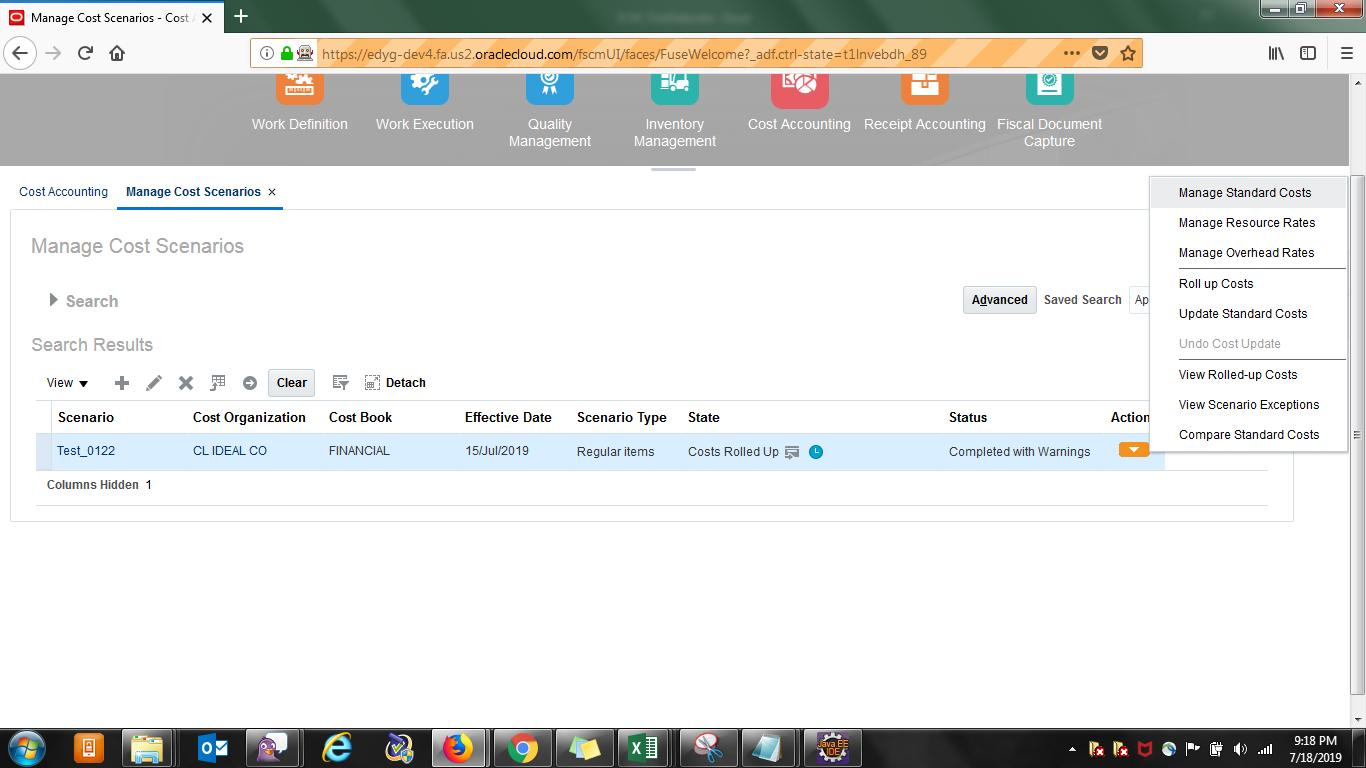 Manage Cost Scenarios - Cost
https://edyg-dev4.fa.us2.oraclecloud.com/fscmUI/faces/FuseWelcome?_adf.ctrl-state=t1lnvebdh_89
Work Definition
Work Execution
Quality
Management
Inventory
Management
Cost Accounting
Receipt Accounting
Fiscal Document
Capture
Cost Accounting
Manage Cost Scenarios
Manage Cost Scenarios
Search
Advanced
Saved Search
Ap
Search Results
View
Clear
Detach
Scenario
Cost Organization
Cost Book
Effective Date
Scenario Type
State
Status
Action
Test_0122
CL IDEAL CO
FINANCIAL
15/Jul/2019
Regular items
Costs Rolled Up
Completed with Warnings
Columns Hidden 1
Manage Standard Costs
Manage Resource Rates
Manage Overhead Rates
Roll up Costs
Update Standard Costs
Undo Cost Update
View Rolled-up Costs
View Scenario Exceptions
Compare Standard Costs
Java EE
IDE
9:18 PM
7/18/2019